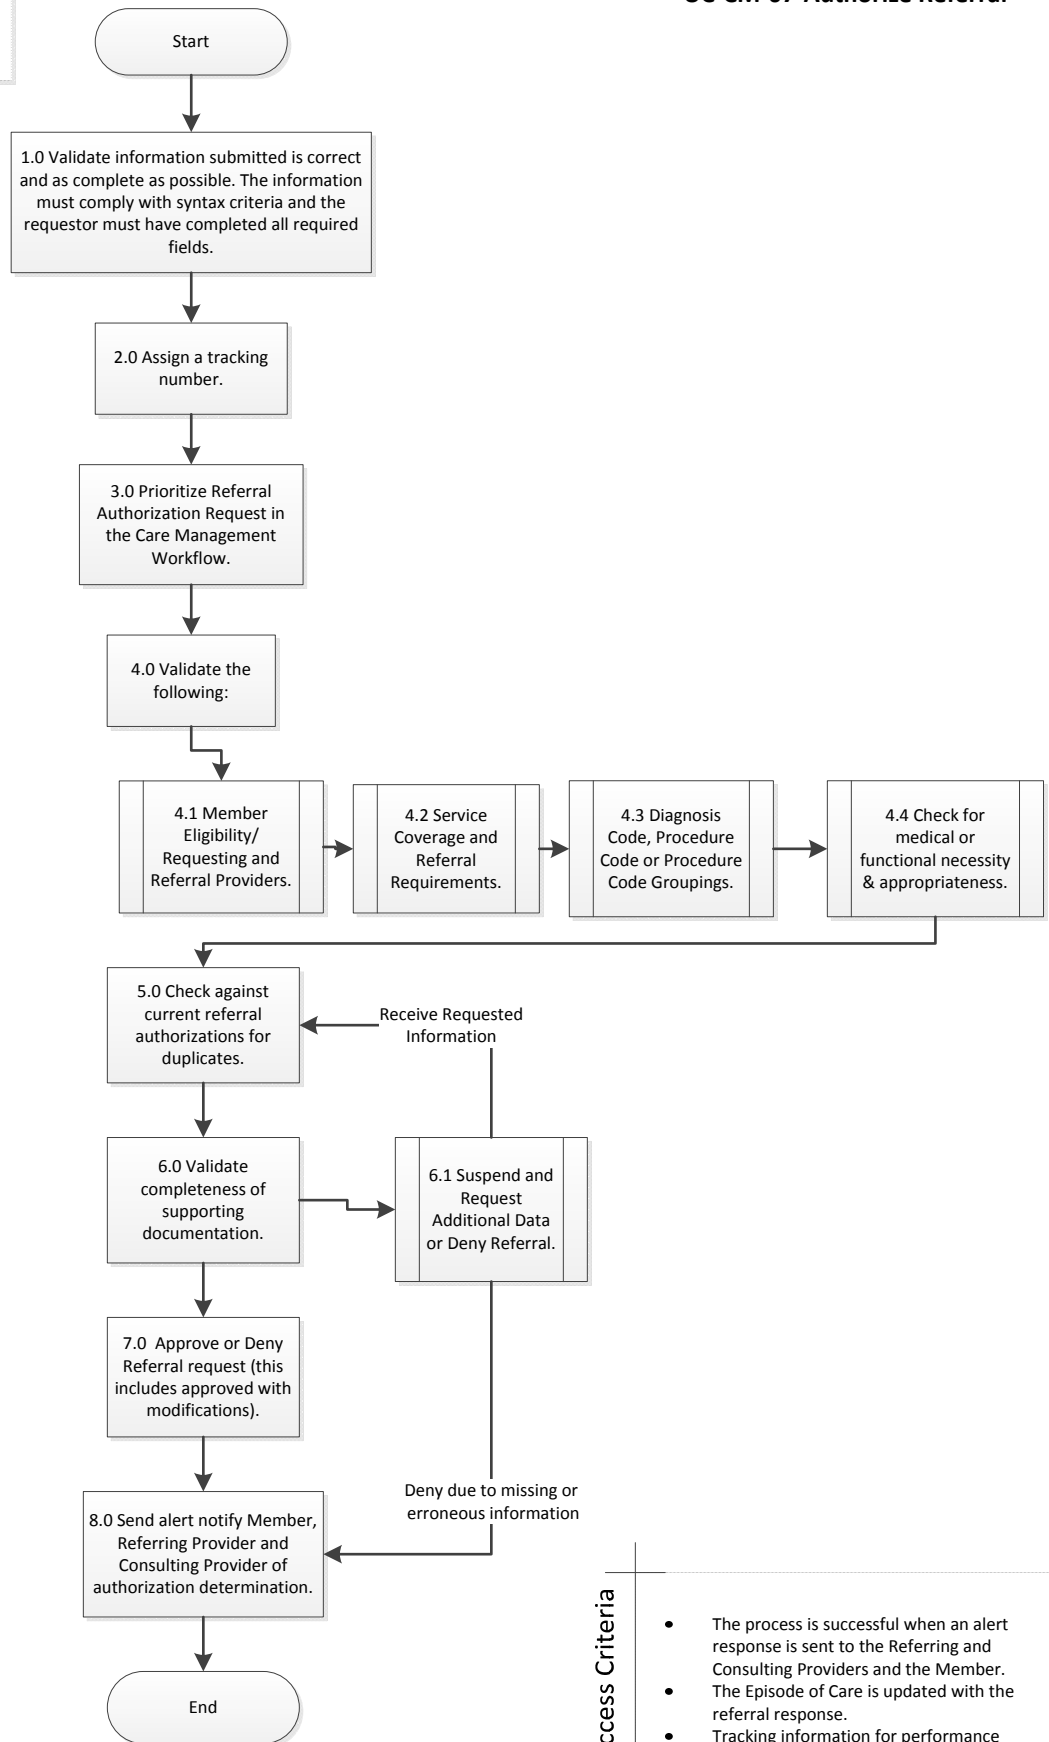 Start
1.0 Validate information submitted is correct
and as complete as possible. The information
must comply with syntax criteria and the
requestor must have completed all required
fields.
2.0 Assign a tracking
number.
3.0 Prioritize Referral
Authorization Request in
the Care Management
Workflow.
4.0 Validate the
following:
4.1 Member
Eligibility/
Requesting and
Referral Providers.
4.2 Service
Coverage and
Referral
Requirements.
4.3 Diagnosis
Code, Procedure
Code or Procedure
Code Groupings.
4.4 Check for
medical or
functional necessity
& appropriateness.
5.0 Check against
current referral
authorizations for
duplicates.
Receive Requested
Information
6.0 Validate
completeness of
supporting
documentation.
6.1 Suspend and
Request
Additional Data
or Deny Referral.
7.0 Approve or Deny
Referral request (this
includes approved with
modifications).
Deny due to missing or
erroneous information
8.0 Send alert notify Member,
Referring Provider and
Consulting Provider of
authorization determination.
End
Criteria
• The process is successful when an alert
response is sent to the Referring and
Consulting Providers and the Member.
• The Episode of Care is updated with the
referral response.
• Tracking information for performance